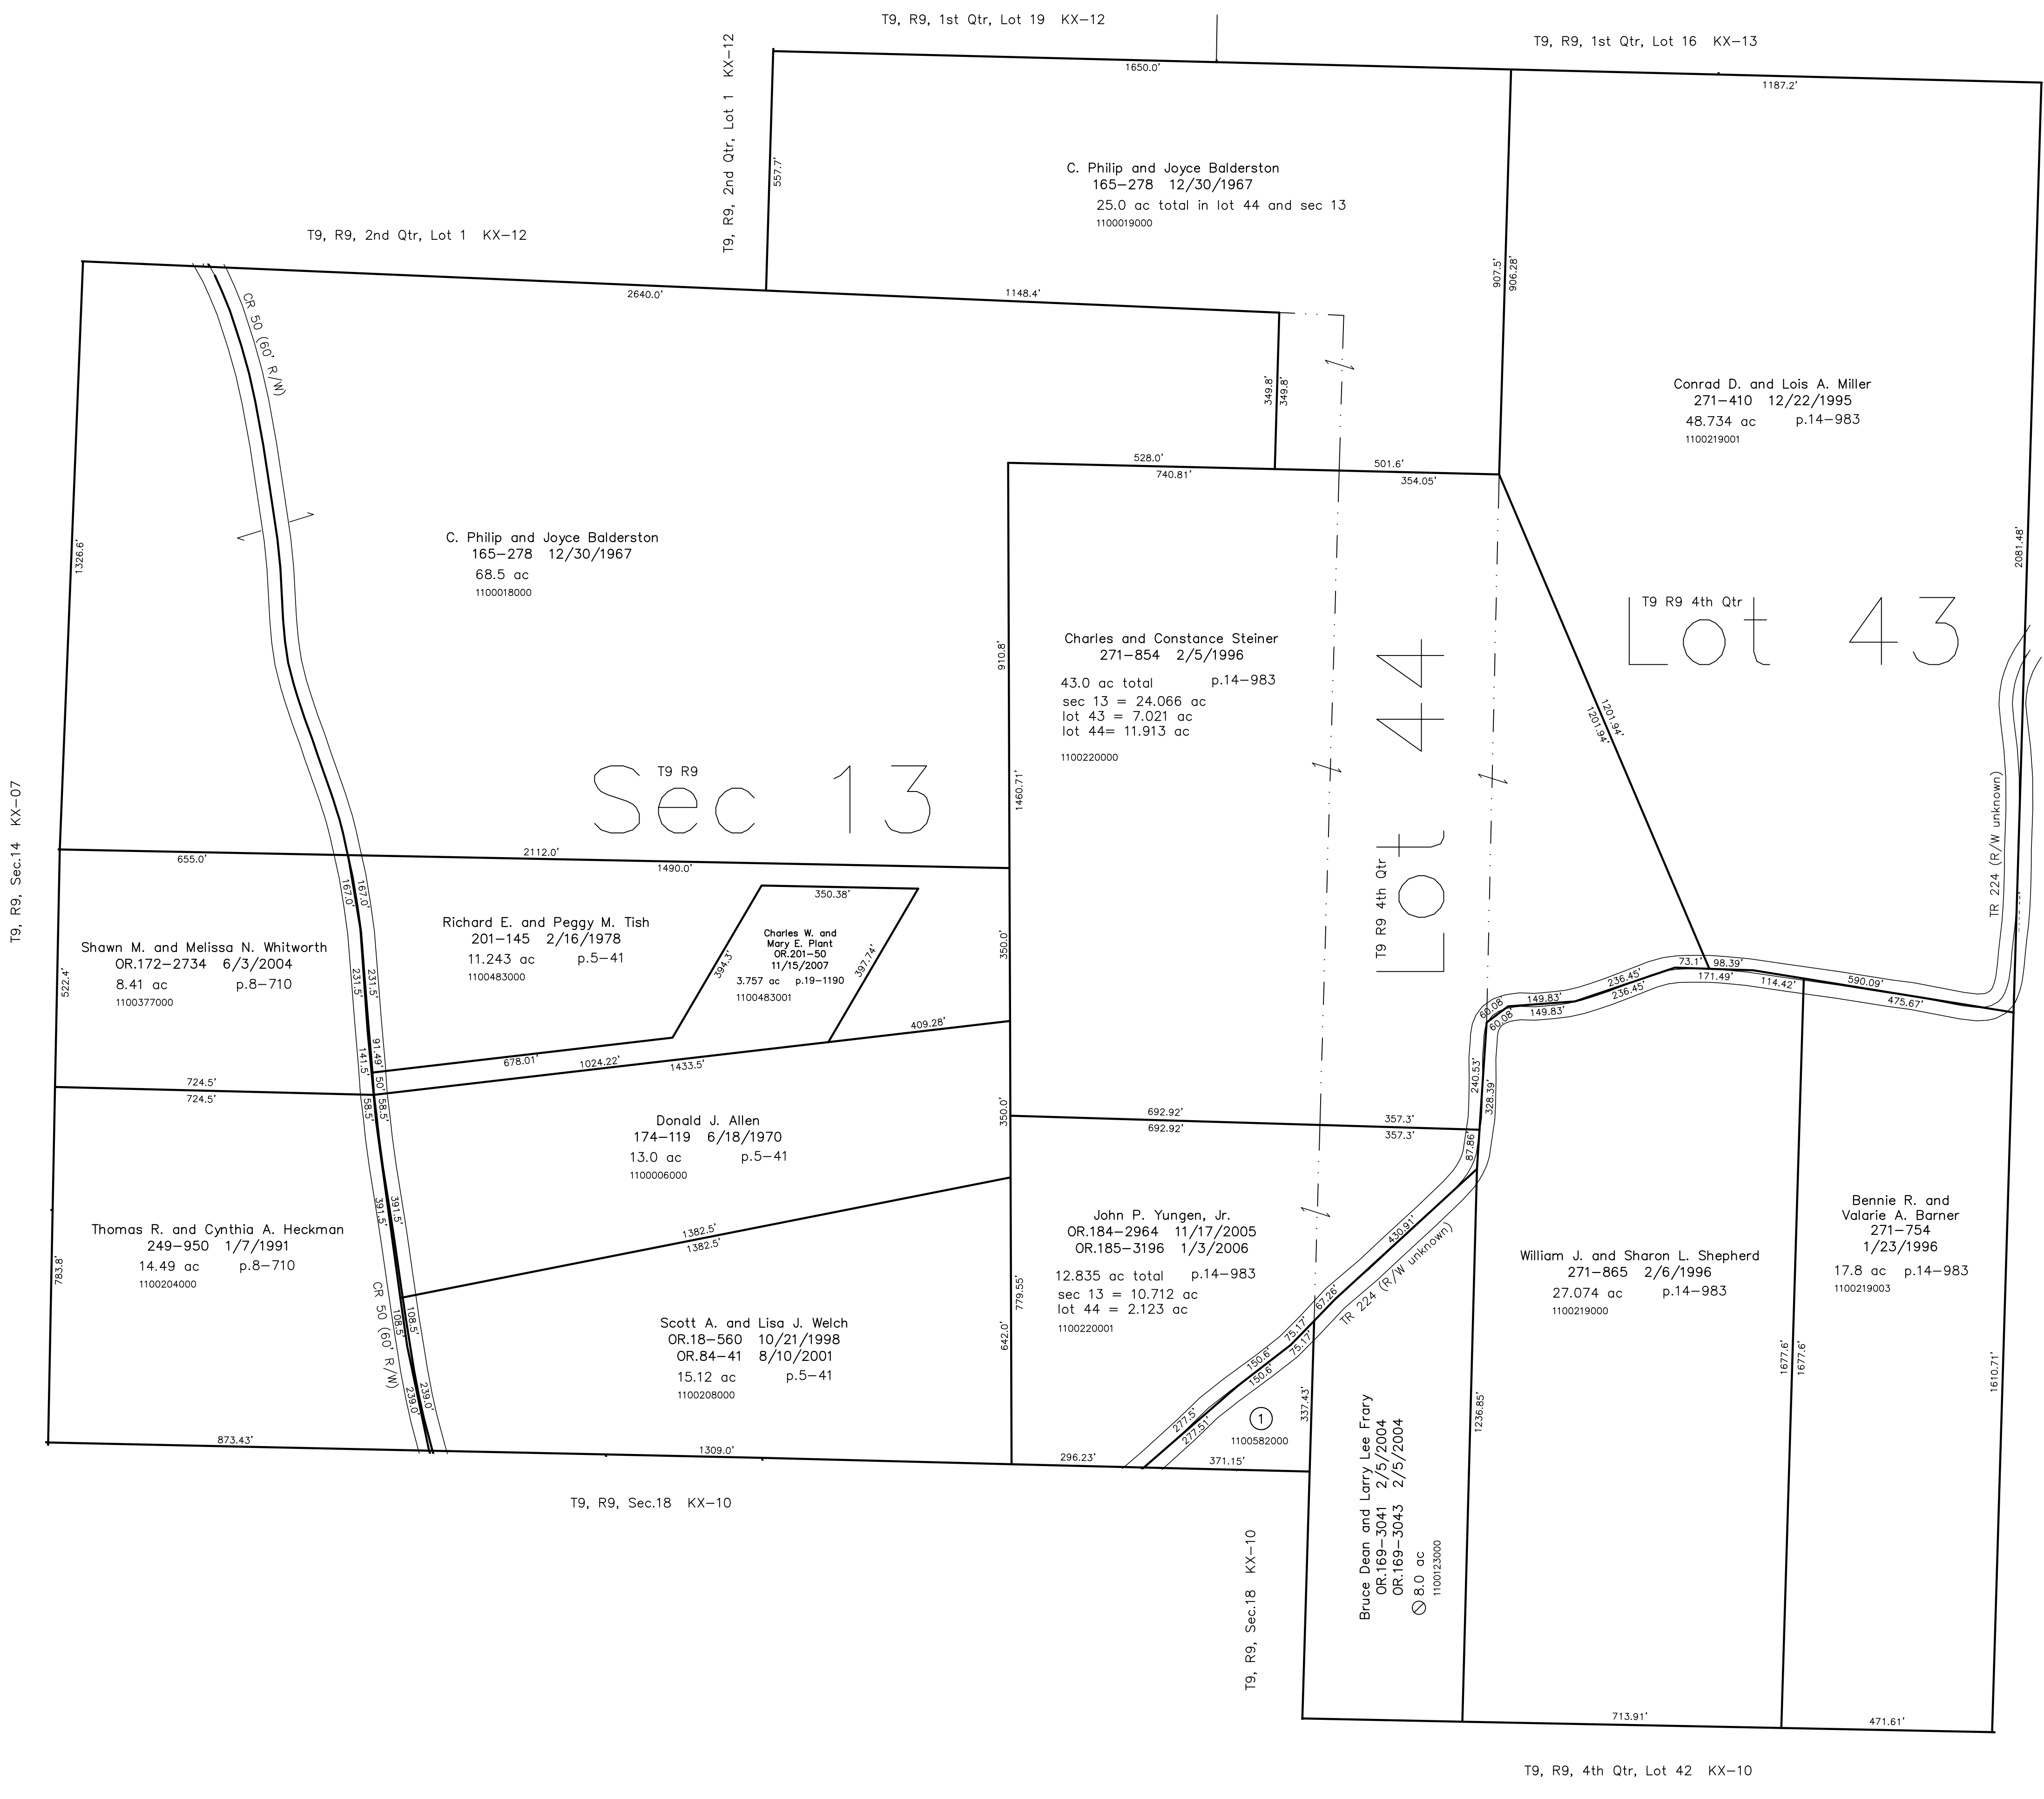 T9, R9, 1st Qtr, Lot 19  KX-12
T9, R9, 1st Qtr, Lot 16  KX-13
1650.0'
1187.2'
T9, R9, 2nd Qtr, Lot 1  KX-12
557.7'
C. Philip and Joyce Balderston
165-278  12/30/1967
25.0 ac total in lot 44 and sec 13
1100019000
T9, R9, 2nd Qtr, Lot 1  KX-12
2640.0'
1148.4'
907.5'
906.28'
CR 50 (60' R/W)
349.8'
349.8'
Conrad D. and Lois A. Miller
271-410  12/22/1995
48.734 ac  p.14-983
1100219001
528.0'
740.81'
501.6'
354.05'
1326.6'
C. Philip and Joyce Balderston
165-278  12/30/1967
68.5 ac
1100018000
2081.48'
T9 R9 4th Qtr
Lot 43
910.8'
Charles and Constance Steiner
271-854  2/5/1996
43.0 ac total  p.14-983
sec 13 = 24.066 ac
lot 43 = 7.021 ac
lot 44= 11.913 ac
1100220000
1201.94'
1201.94'
T9 R9
Sec 13
1460.71'
T9 R9 4th Qtr
Lot 44
TR 224 (R/W unknown)
T9, R9, Sec.14  KX-07
655.0'
2112.0'
1490.0'
167.0'
167.0'
350.38'
Shawn M. and Melissa N. Whitworth
OR.172-2734  6/3/2004
8.41 ac  p.8-710
1100377000
522.4'
Richard E. and Peggy M. Tish
201-145  2/16/1978
11.243 ac  p.5-41
1100483000
394.3'
Charles W. and
Mary E. Plant
OR.201-50
11/15/2007
3.757 ac  p.19-1190
1100483001
397.74'
350.0'
231.5'
231.5'
73.1'
98.39'
171.49'
114.42'
590.09'
475.67'
236.45'
236.45'
149.83'
149.83'
60.08'
60.08'
409.28'
91.49'
141.5'
678.01'
1024.22'
1433.5'
50'
724.5'
724.5'
58.5'
58.5'
240.53'
328.39'
350.0'
692.92'
692.92'
357.3'
357.3'
87.86'
Donald J. Allen
174-119  6/18/1970
13.0 ac  p.5-41
1100006000
391.5'
391.5'
1382.5'
1382.5'
Thomas R. and Cynthia A. Heckman
249-950  1/7/1991
14.49 ac  p.8-710
1100204000
783.8'
CR 50 (60' R/W)
John P. Yungen, Jr.
OR.184-2964  11/17/2005
OR.185-3196  1/3/2006
12.835 ac total  p.14-983
sec 13 = 10.712 ac
lot 44 = 2.123 ac
1100220001
779.55'
430.91'
TR 224 (R/W unknown)
67.26'
75.17'
75.17'
150.6'
150.6'
277.5'
277.51'
William J. and Sharon L. Shepherd
271-865  2/6/1996
27.074 ac  p.14-983
1100219000
Bennie R. and
Valarie A. Barner
271-754
1/23/1996
17.8 ac  p.14-983
1100219003
108.5'
108.5'
Scott A. and Lisa J. Welch
OR.18-560  10/21/1998
OR.84-41  8/10/2001
15.12 ac  p.5-41
1100208000
642.0'
239.0'
239.0'
337.43'
1
1100582000
1236.85'
1677.6'
1677.6'
1610.71'
873.43'
1309.0'
296.23'
371.15'
T9, R9, Sec.18  KX-10
T9, R9, Sec.18  KX-10
Bruce Dean and Larry Lee Frary
OR.169-3041  2/5/2004
OR.169-3043  2/5/2004
8.0 ac
1100123000
713.91'
471.61'
T9, R9, 4th Qtr, Lot 42  KX-10